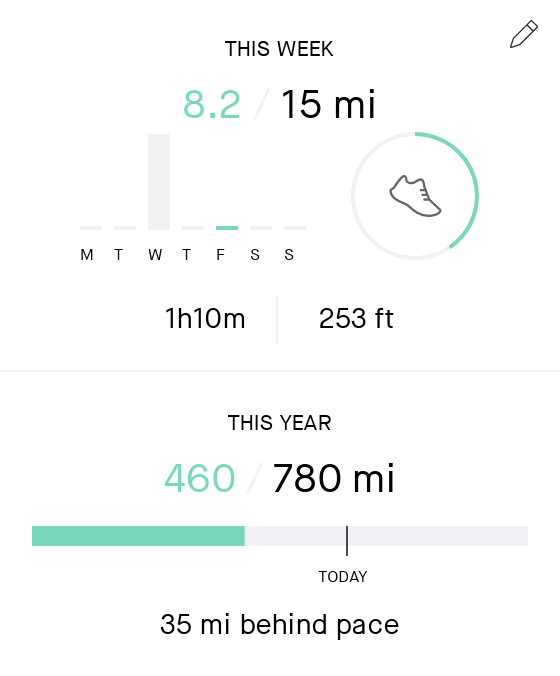 THIS WEEK
8.2 / 15 mi
M T W T F S S
1h10m 253 ft
THIS YEAR
460 / 780 mi
TODAY
35 mi behind pace